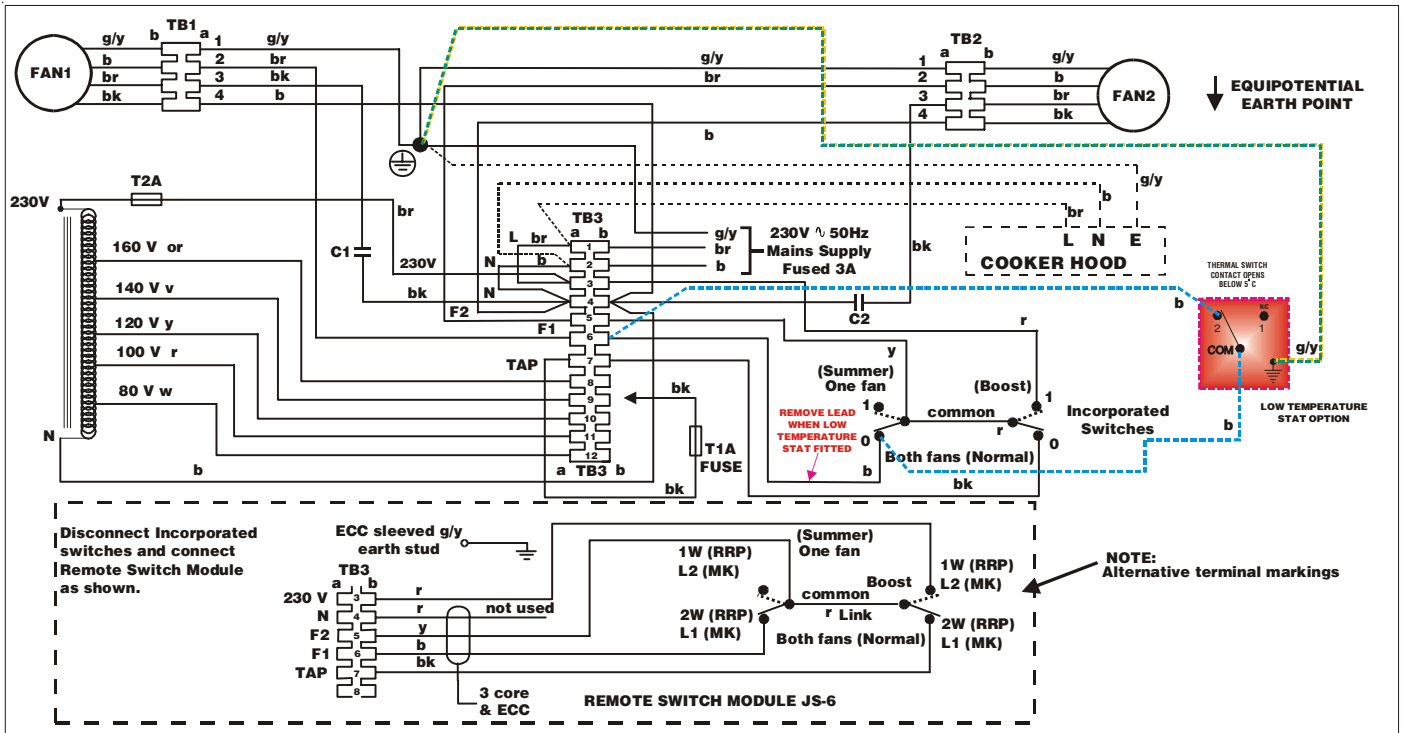 TB1
g/y b a 1 g/y
b 2 br
FAN1
br 3 bk
bk 4 b
TB2
a b
g/y 1 g/y
br 2 b
3 br
FAN2
4 bk
b
EQUIPOTENTIAL
EARTH POINT
T2A
230V
br
160 V or
140 V v
120 V y
100 V r
80 V w
N
b
C1
230V
bk
TB3
a b
L br 1
N b 2
3
N 4
F2 5
F1 6
TAP 7
8
9
10
11
12
a TB3 b
g/y
br
b
230V ∿ 50Hz
Mains Supply
Fused 3A
bk
C2
g/y
b
br
L N E
COOKER HOOD
THERMAL SWITCH
CONTACT OPENS
BELOW 5°C
b
N.C
2 1
COM
g/y
LOW TEMPERATURE
STAT OPTION
b
r
y
(Summer)
One fan
(Boost)
1 1
common
r
Incorporated
Switches
0 0
Both fans (Normal)
REMOVE LEAD
WHEN LOW
TEMPERATURE
STAT FITTED
b
bk
bk
T1A
FUSE
bk
Disconnect Incorporated
switches and connect
Remote Switch Module
as shown.
ECC sleeved g/y
earth stud
TB3
a b
230 V 3 r
N 4 r not used
F2 5 y
F1 6 b
TAP 7 bk
8
3 core
& ECC
(Summer)
One fan
1W (RRP)
L2 (MK)
Boost
1W (RRP)
L2 (MK)
common
r Link
2W (RRP)
L1 (MK)
Both fans (Normal)
2W (RRP)
L1 (MK)
REMOTE SWITCH MODULE JS-6
NOTE:
Alternative terminal markings